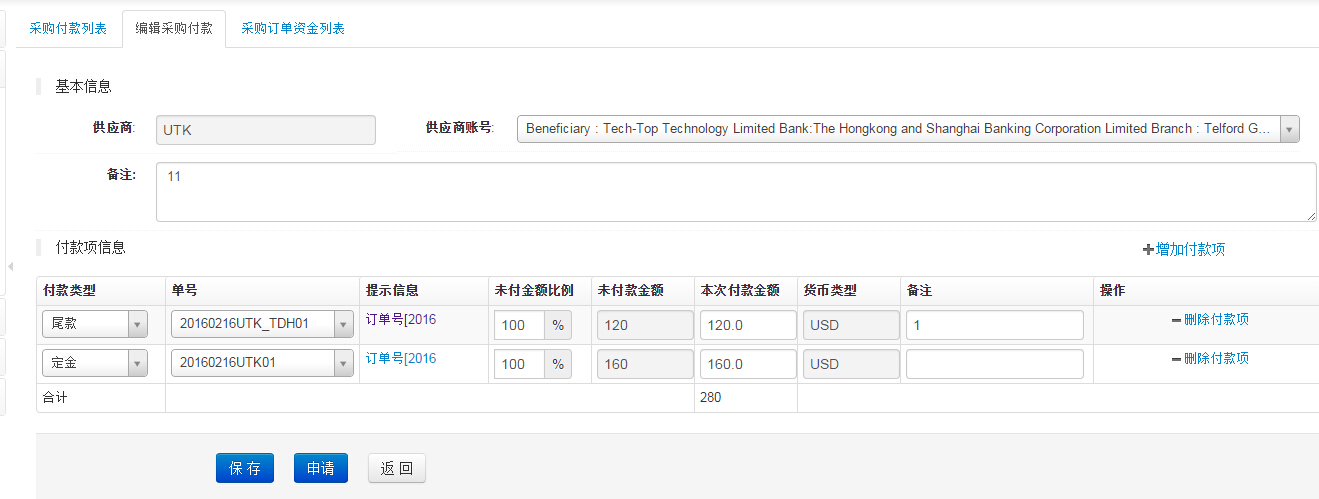 采购付款列表 编辑采购付款 采购订单资金列表
基本信息
供应商: UTK 供应商账号: Beneficiary : Tech-Top Technology Limited Bank:The Hongkong and Shanghai Banking Corporation Limited Branch : Telford G...
备注: 11
付款项信息 增加付款项
付款类型 单号 提示信息 未付金额比例 未付款金额 本次付款金额 货币类型 备注 操作
尾款 20160216UTK_TDH01 订单号[2016 100 % 120 120.0 USD 1 删除付款项
定金 20160216UTK01 订单号[2016 100 % 160 160.0 USD 删除付款项
合计 280
保 存 申请 返 回